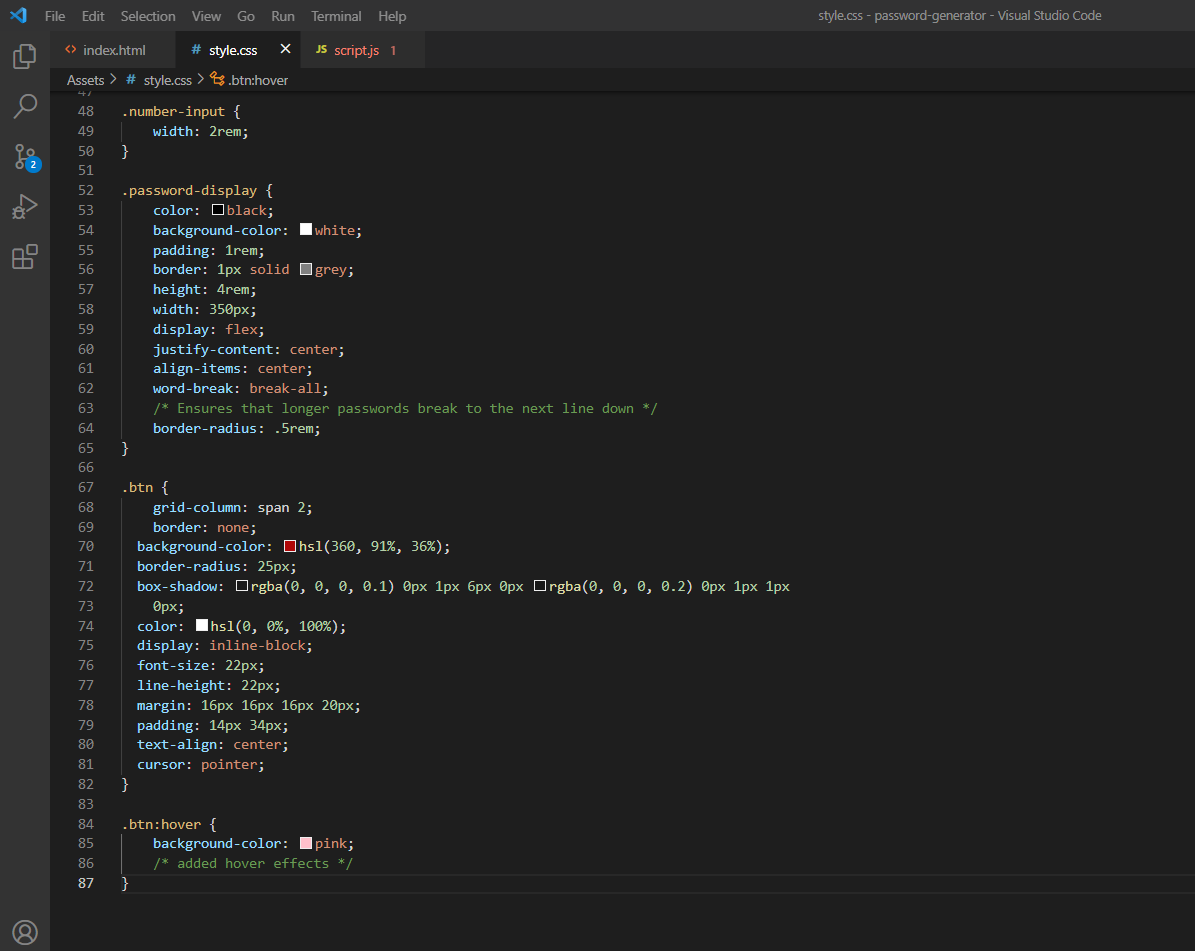 File Edit Selection View Go Run Terminal Help style.css - password-generator - Visual Studio Code
<> index.html # style.css × JS script.js 1
Assets > # style.css > .btn:hover
47
48 .number-input {
49 width: 2rem;
50 }
51
52 .password-display {
53 color: black;
54 background-color: white;
55 padding: 1rem;
56 border: 1px solid grey;
57 height: 4rem;
58 width: 350px;
59 display: flex;
60 justify-content: center;
61 align-items: center;
62 word-break: break-all;
63 /* Ensures that longer passwords break to the next line down */
64 border-radius: .5rem;
65 }
66
67 .btn {
68 grid-column: span 2;
69 border: none;
70 background-color: hsl(360, 91%, 36%);
71 border-radius: 25px;
72 box-shadow: rgba(0, 0, 0, 0.1) 0px 1px 6px 0px rgba(0, 0, 0, 0.2) 0px 1px 1px
73 0px;
74 color: hsl(0, 0%, 100%);
75 display: inline-block;
76 font-size: 22px;
77 line-height: 22px;
78 margin: 16px 16px 16px 20px;
79 padding: 14px 34px;
80 text-align: center;
81 cursor: pointer;
82 }
83
84 .btn:hover {
85 background-color: pink;
86 /* added hover effects */
87 }
2